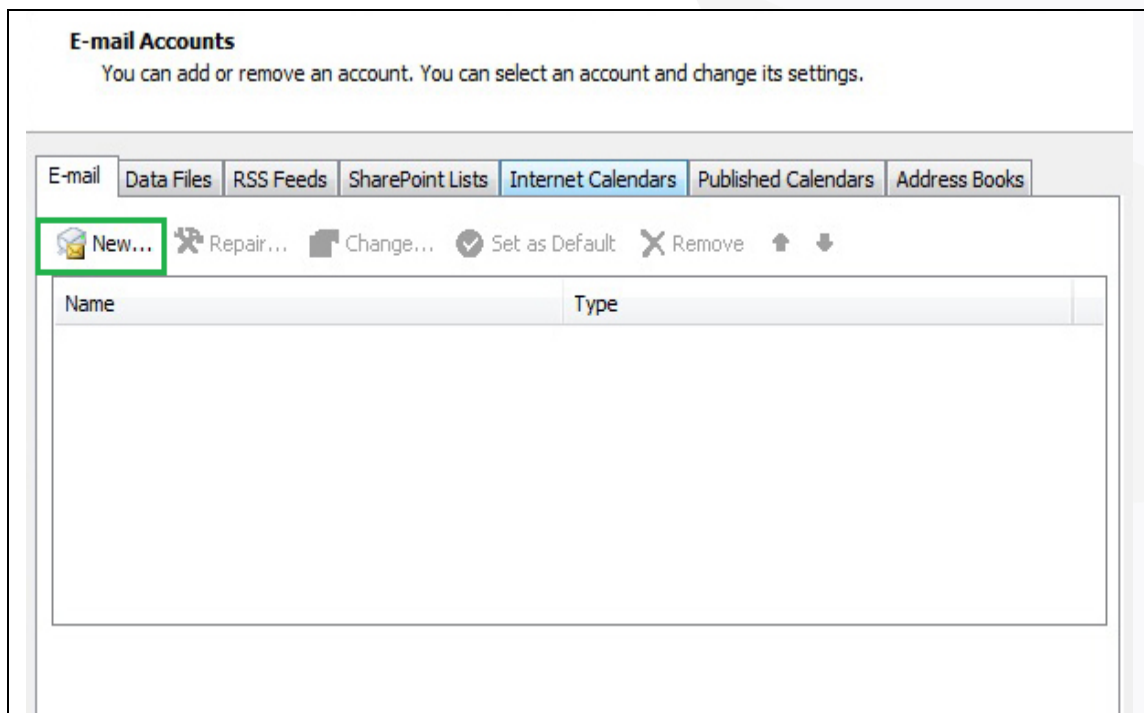 E-mail Accounts
You can add or remove an account. You can select an account and change its settings.
E-mail Data Files RSS Feeds SharePoint Lists Internet Calendars Published Calendars Address Books
New... Repair... Change... Set as Default Remove
Name Type